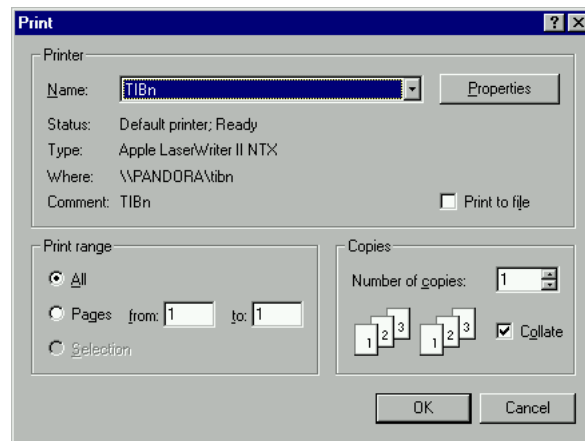 Print
Printer
Name: TIBn Properties
Status: Default printer; Ready
Type: Apple LaserWriter II NTX
Where: \\PANDORA\tibn
Comment: TIBn Print to file
Print range
All
Pages from: 1 to: 1
Selection
Copies
Number of copies: 1
1 2 3 1 2 3 Collate
OK Cancel